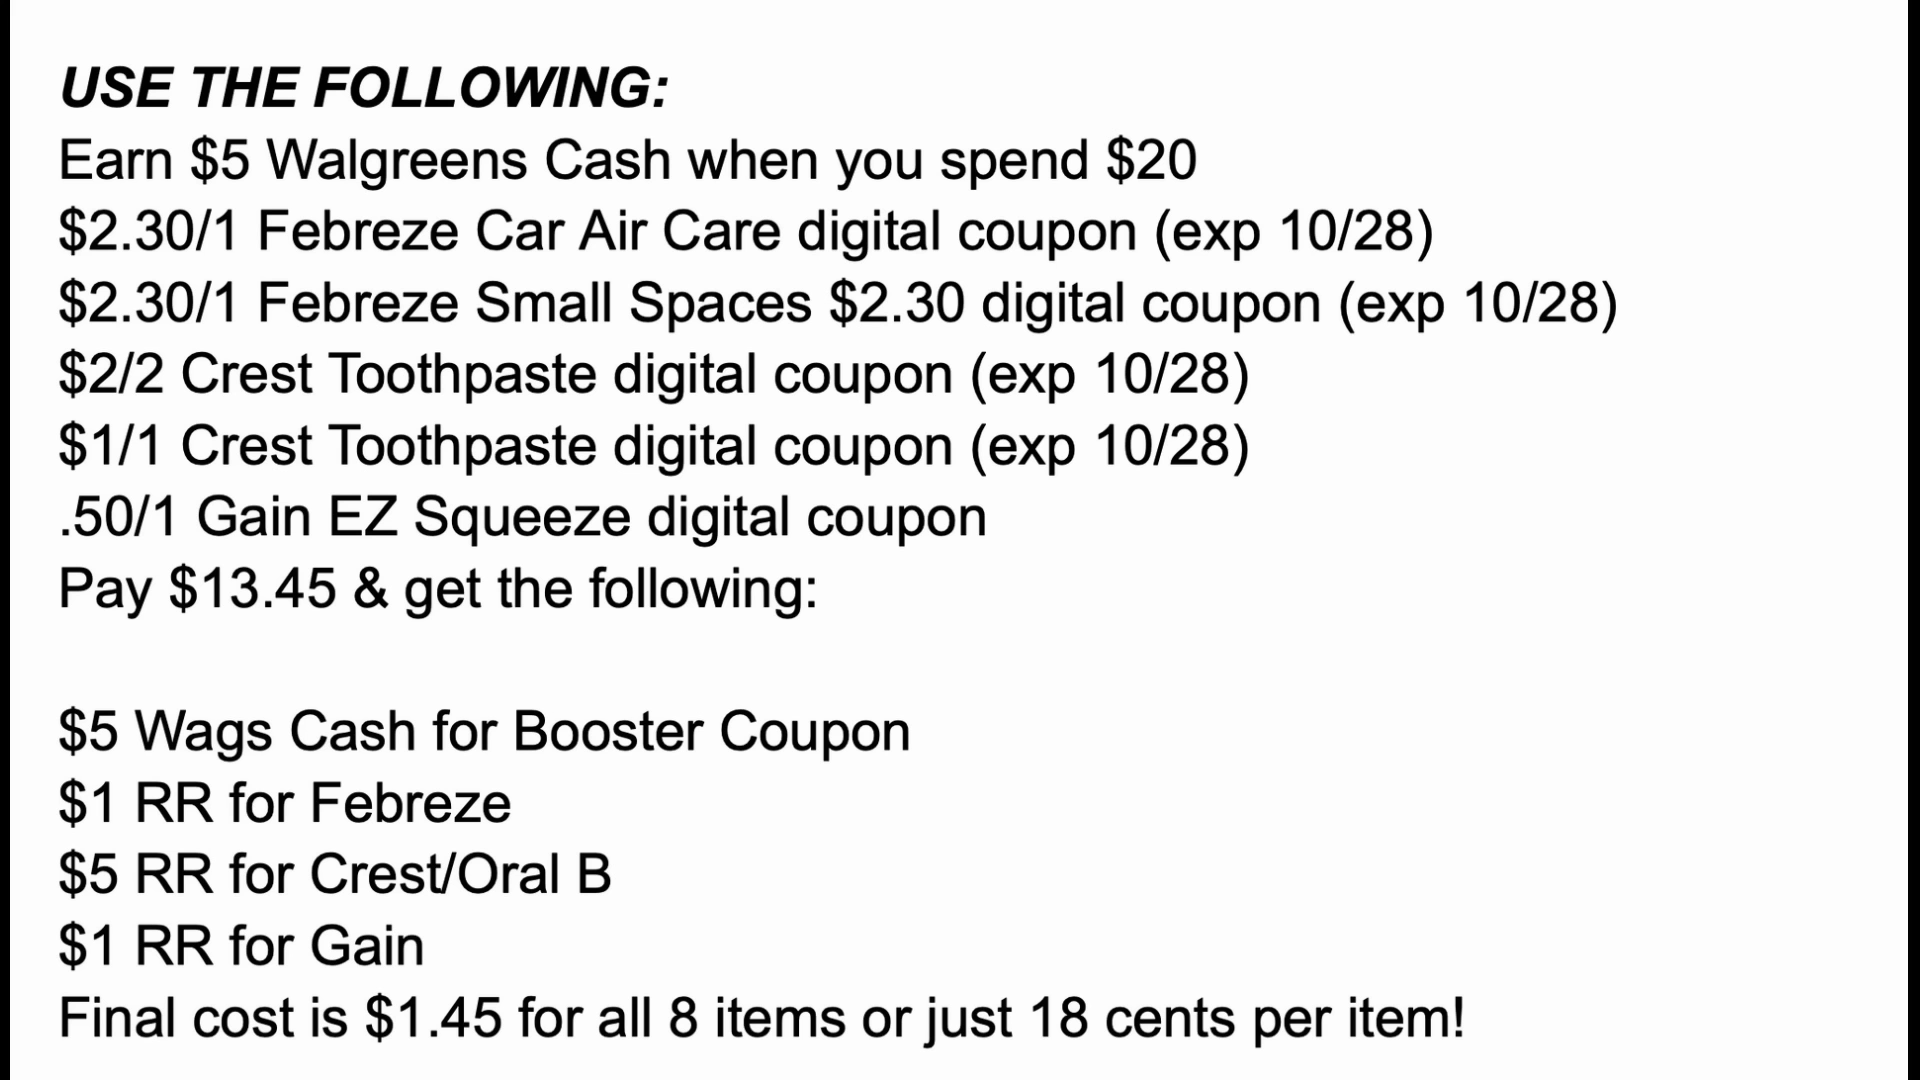 USE THE FOLLOWING:
Earn $5 Walgreens Cash when you spend $20
$2.30/1 Febreze Car Air Care digital coupon (exp 10/28)
$2.30/1 Febreze Small Spaces $2.30 digital coupon (exp 10/28)
$2/2 Crest Toothpaste digital coupon (exp 10/28)
$1/1 Crest Toothpaste digital coupon (exp 10/28)
.50/1 Gain EZ Squeeze digital coupon
Pay $13.45 & get the following:
$5 Wags Cash for Booster Coupon
$1 RR for Febreze
$5 RR for Crest/Oral B
$1 RR for Gain
Final cost is $1.45 for all 8 items or just 18 cents per item!